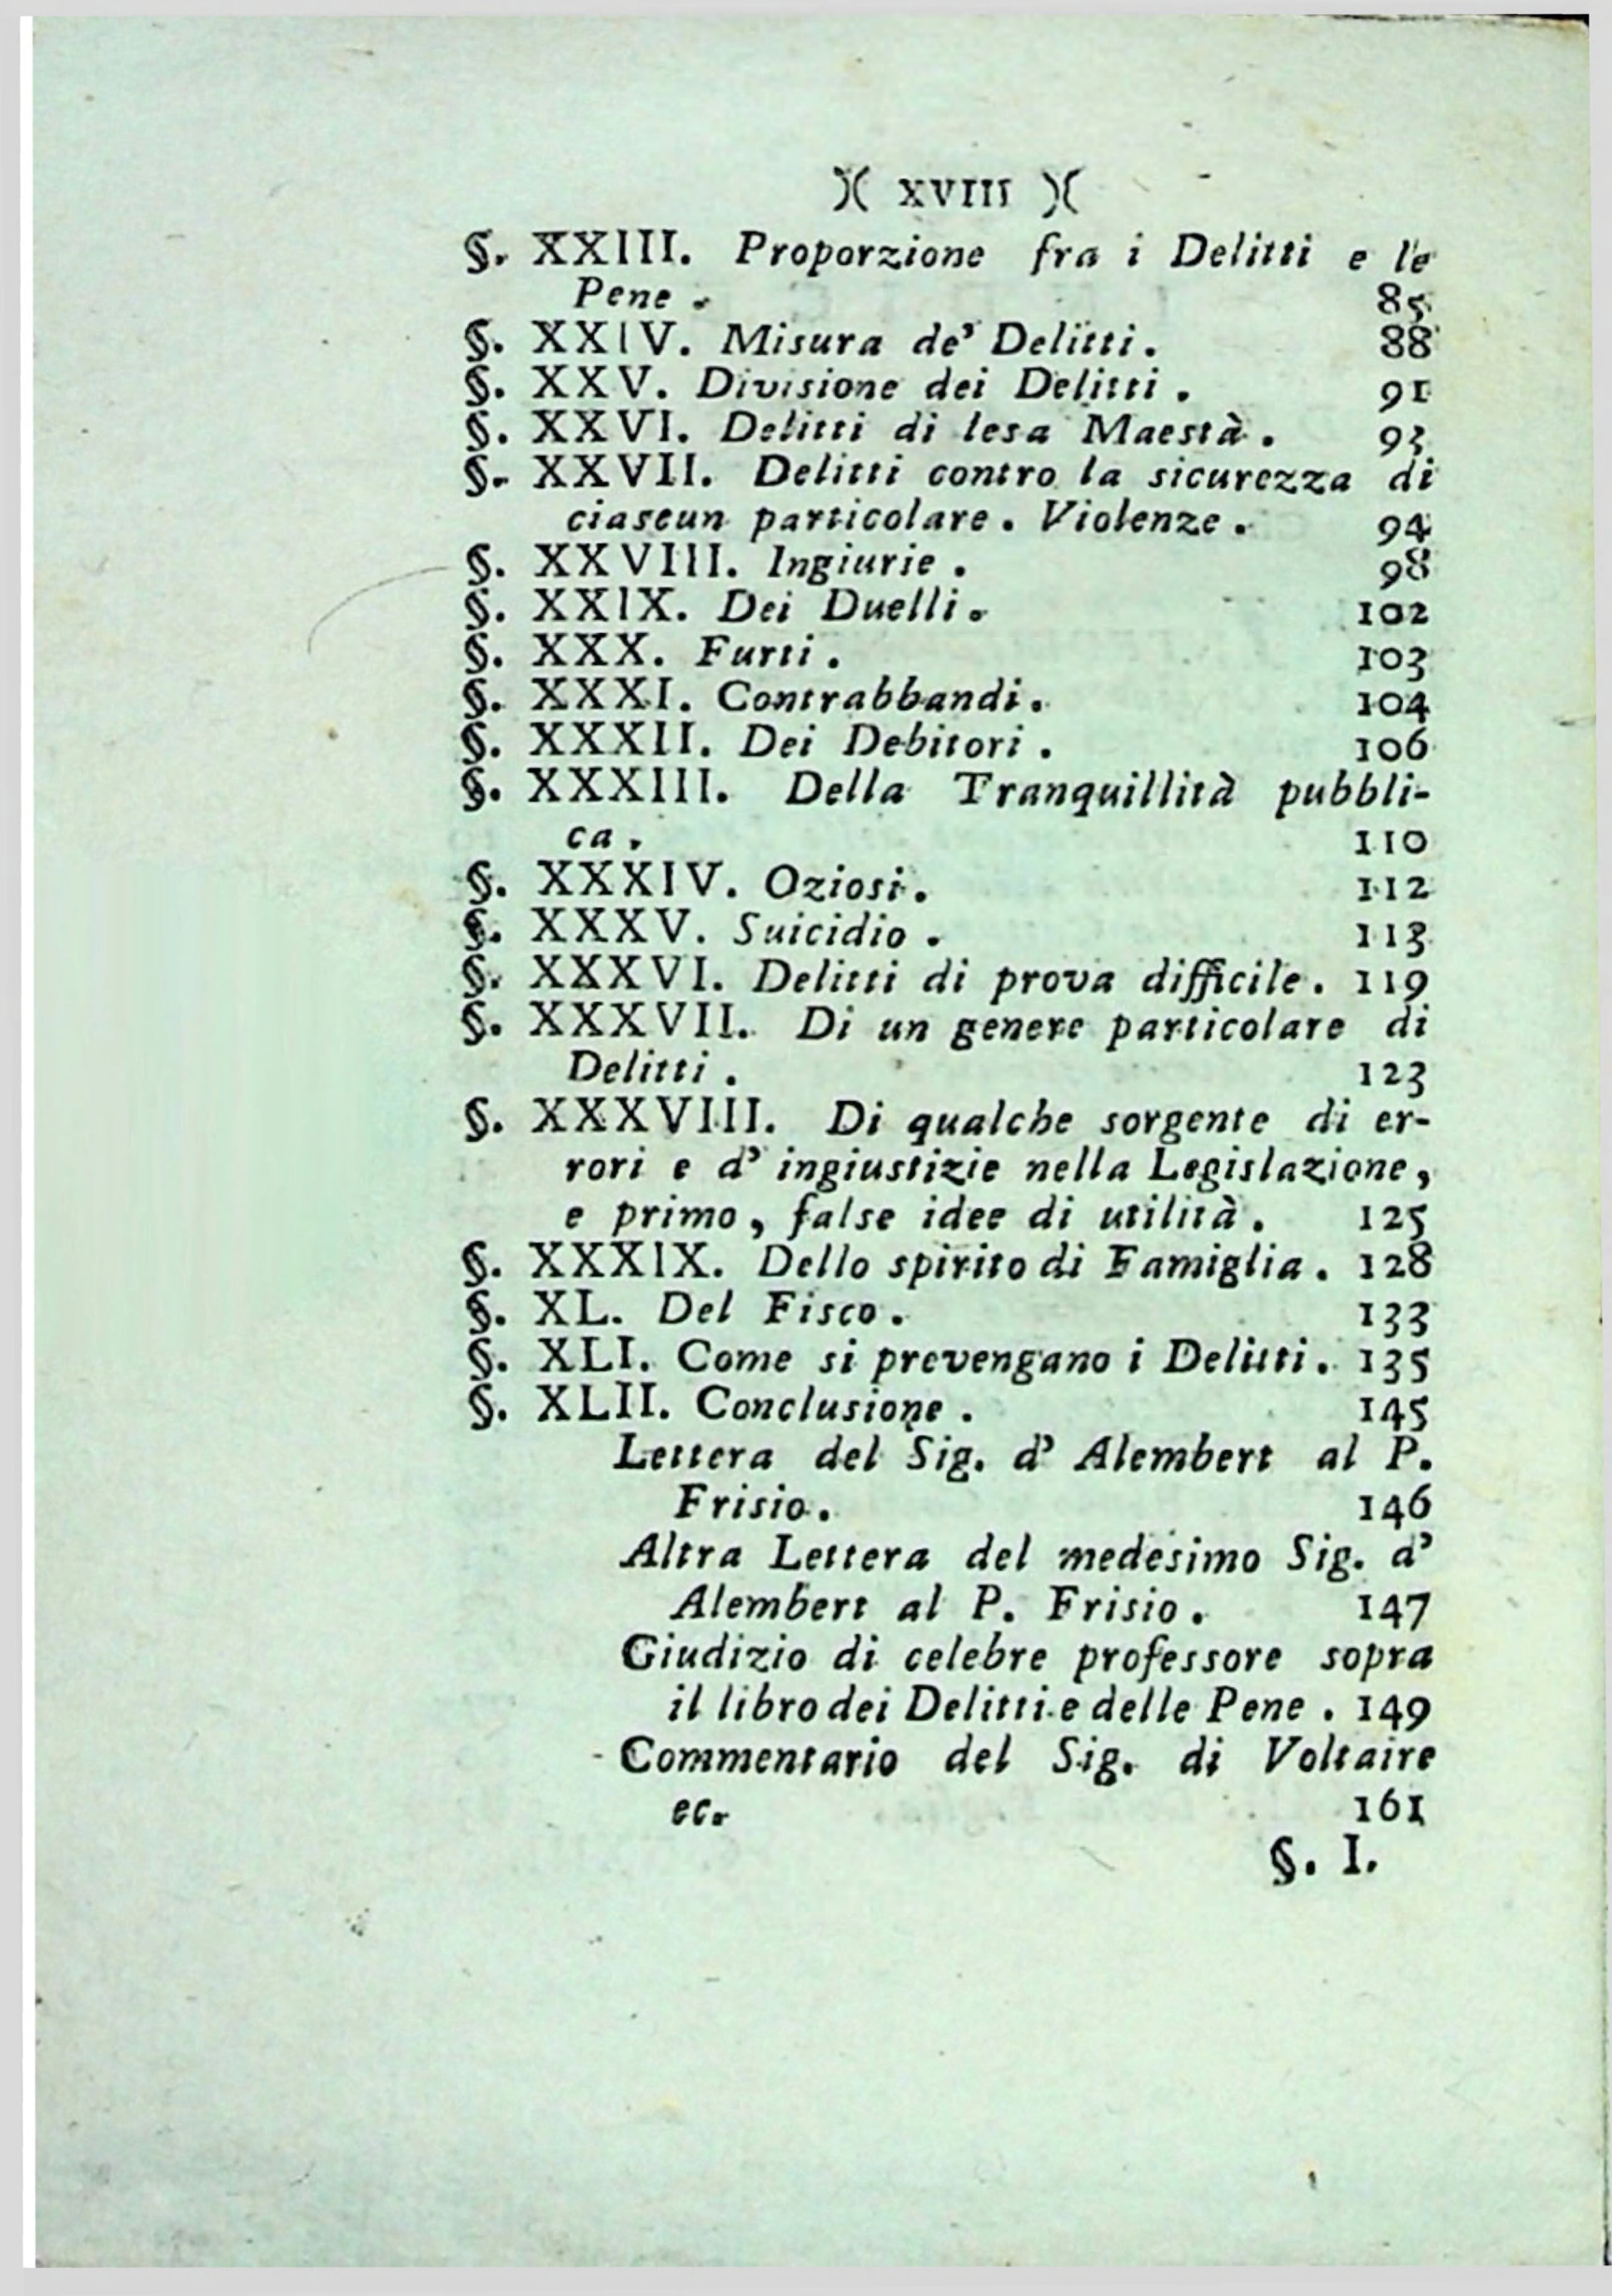 )( XVIII )(
§. XXIII. Proporzione fra i Delitti e le
Pene . 85
§. XXIV. Misura de' Delitti. 88
§. XXV. Divisione dei Delitti . 91
§. XXVI. Delitti di lesa Maestà . 93
§. XXVII. Delitti contro la sicurezza di
ciascun particolare . Violenze . 94
§. XXVIII. Ingiurie . 98
§. XXIX. Dei Duelli. 102
§. XXX. Furti . 103
§. XXXI. Contrabbandi. 104
§. XXXII. Dei Debitori . 106
§. XXXIII. Della Tranquillità pubbli-
ca . 110
§. XXXIV. Oziosi . 112
§. XXXV. Suicidio . 113
§. XXXVI. Delitti di prova difficile . 119
§. XXXVII. Di un genere particolare di
Delitti . 123
§. XXXVIII. Di qualche sorgente di er-
rori e d' ingiustizie nella Legislazione,
e primo, false idee di utilità . 125
§. XXXIX. Dello spirito di Famiglia . 128
§. XL. Del Fisco . 133
§. XLI. Come si prevengano i Delitti. 135
§. XLII. Conclusione . 145
Lettera del Sig. d' Alembert al P.
Frisio . 146
Altra Lettera del medesimo Sig. d'
Alembert al P. Frisio . 147
Giudizio di celebre professore sopra
il libro dei Delitti e delle Pene . 149
Commentario del Sig. di Voltaire
ec. 161
§. I.